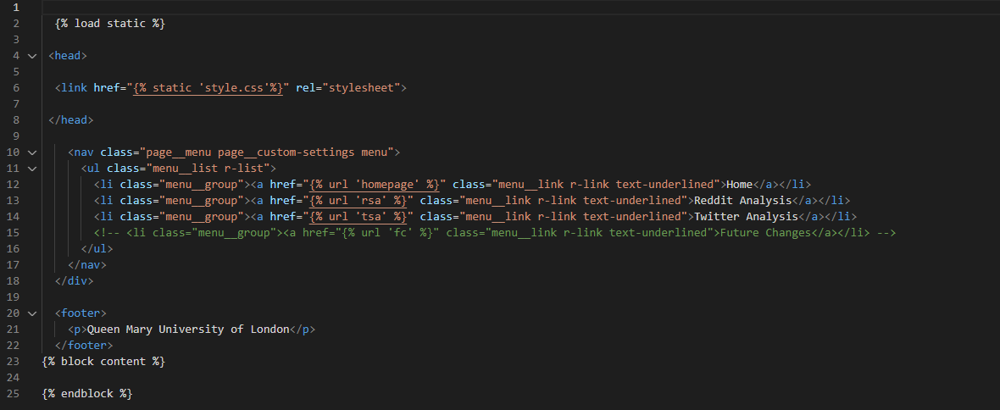 1
2 {% load static %}
3
4 <head>
5
6 <link href="{% static 'style.css'%}" rel="stylesheet">
7
8 </head>
9
10 <nav class="page__menu page__custom-settings menu">
11 <ul class="menu__list r-list">
12 <li class="menu__group"><a href="{% url 'homepage' %}" class="menu__link r-link text-underlined">Home</a></li>
13 <li class="menu__group"><a href="{% url 'rsa' %}" class="menu__link r-link text-underlined">Reddit Analysis</a></li>
14 <li class="menu__group"><a href="{% url 'tsa' %}" class="menu__link r-link text-underlined">Twitter Analysis</a></li>
15 <!-- <li class="menu__group"><a href="{% url 'fc' %}" class="menu__link r-link text-underlined">Future Changes</a></li> -->
16 </ul>
17 </nav>
18 </div>
19
20 <footer>
21 <p>Queen Mary University of London</p>
22 </footer>
23 {% block content %}
24
25 {% endblock %}